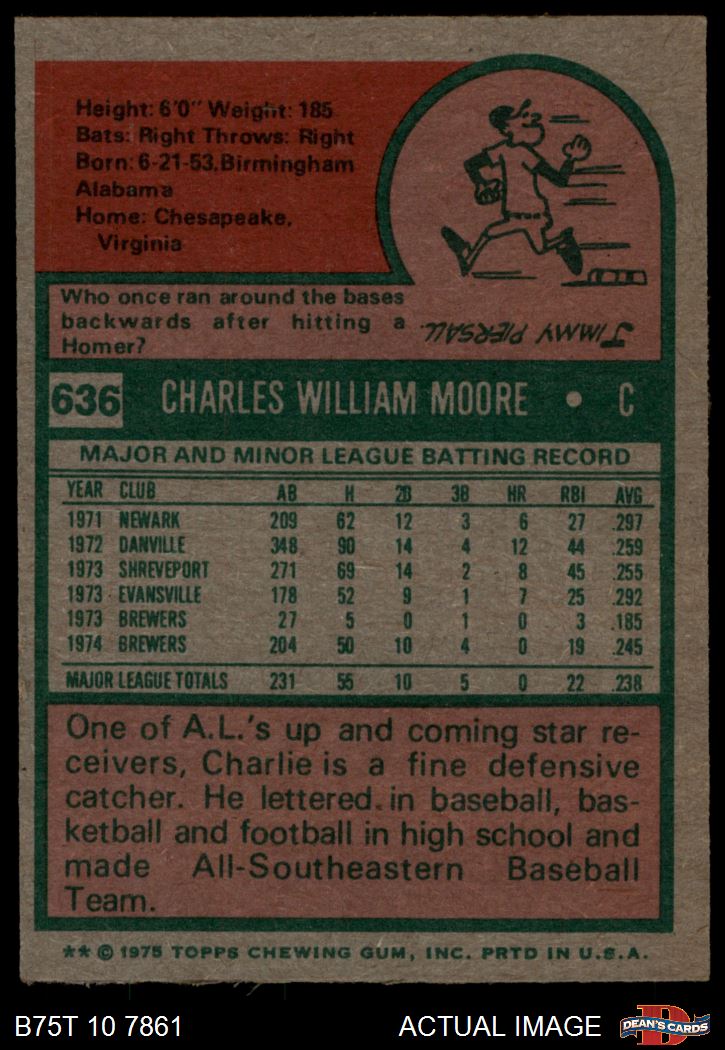 Height: 6'0" Weight: 185
Bats: Right Throws: Right
Born: 6-21-53, Birmingham
Alabama
Home: Chesapeake,
Virginia
Who once ran around the bases
backwards after hitting a
Homer?
JIMMY PIERSALL
636 CHARLES WILLIAM MOORE • C
MAJOR AND MINOR LEAGUE BATTING RECORD
YEAR CLUB AB H 2B 3B HR RBI AVG
1971 NEWARK 209 62 12 3 6 27 .297
1972 DANVILLE 348 90 14 4 12 44 .259
1973 SHREVEPORT 271 69 14 2 8 45 .255
1973 EVANSVILLE 178 52 9 1 7 25 .292
1973 BREWERS 27 5 0 1 0 3 .185
1974 BREWERS 204 50 10 4 0 19 .245
MAJOR LEAGUE TOTALS 231 55 10 5 0 22 .238
One of A.L.'s up and coming star re-
ceivers, Charlie is a fine defensive
catcher. He lettered in baseball, bas-
ketball and football in high school and
made All-Southeastern Baseball
Team.
** © 1975 TOPPS CHEWING GUM, INC. PRTD IN U.S.A.
B75T 10 7861 ACTUAL IMAGE
D
DEAN'S CARDS